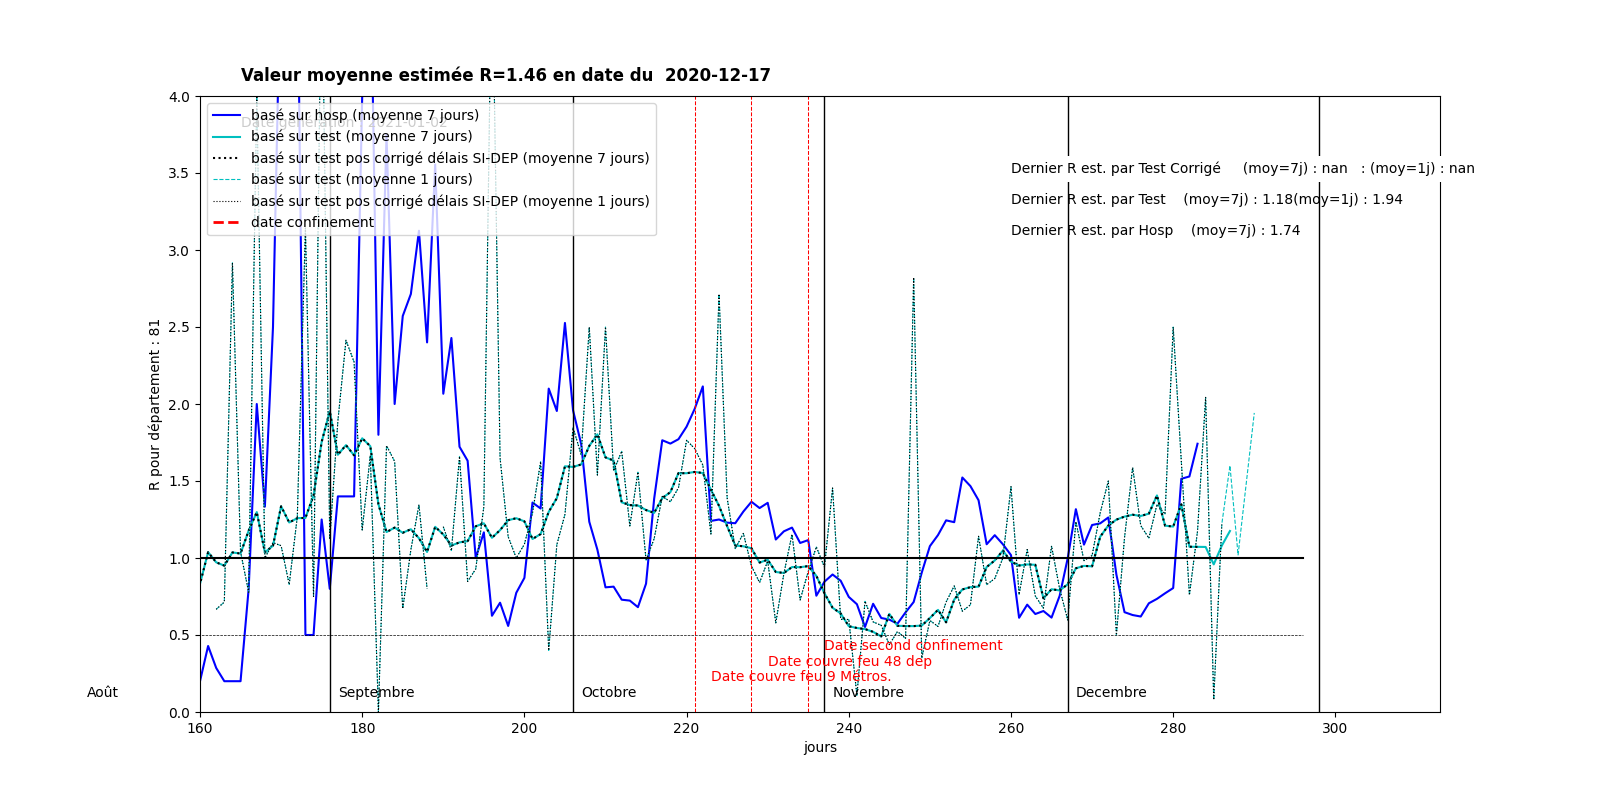 Valeur moyenne estimée R=1.46 en date du  2020-12-17
Date génération : 2021-01-02
basé sur hosp (moyenne 7 jours)
basé sur test (moyenne 7 jours)
basé sur test pos corrigé délais SI-DEP (moyenne 7 jours)
basé sur test (moyenne 1 jours)
basé sur test pos corrigé délais SI-DEP (moyenne 1 jours)
date confinement
Dernier R est. par Test Corrigé     (moy=7j) : nan   : (moy=1j) : nan
Dernier R est. par Test    (moy=7j) : 1.18(moy=1j) : 1.94
Dernier R est. par Hosp    (moy=7j) : 1.74
R pour département : 81
4.0
3.5
3.0
2.5
2.0
1.5
1.0
0.5
0.0
Date second confinement
Date couvre feu 48 dep
Date couvre feu 9 Métros.
Août
Septembre
Octobre
Novembre
Decembre
160
180
200
220
240
260
280
300
jours